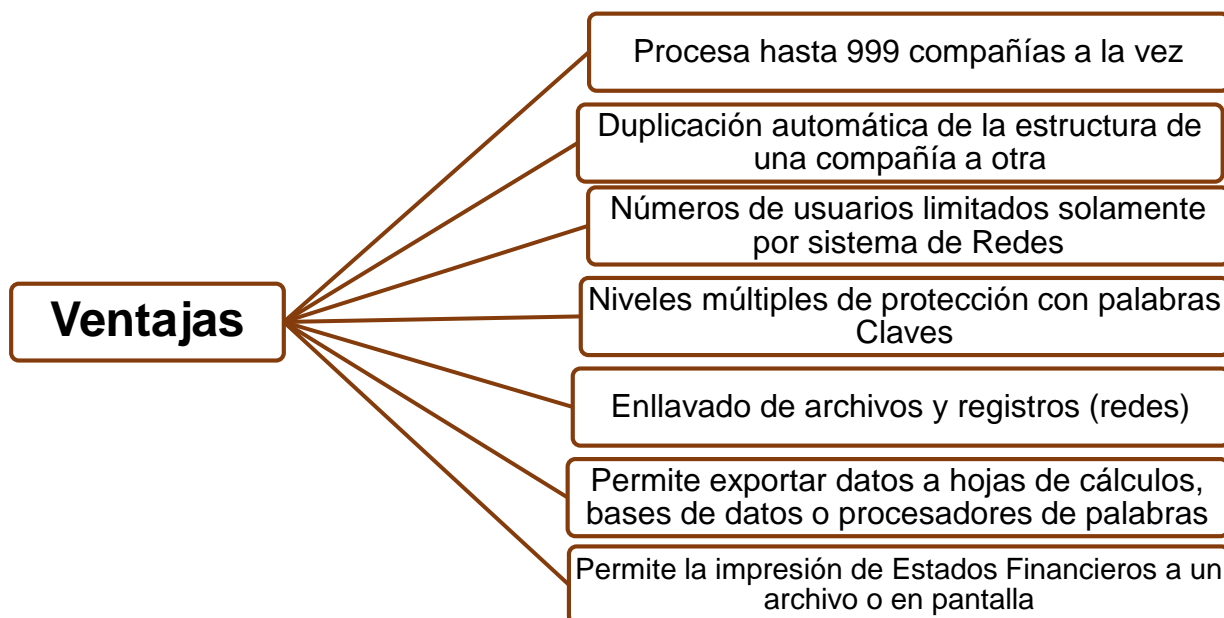 Procesa hasta 999 compañías a la vez
Duplicación automática de la estructura de
una compañía a otra
Números de usuarios limitados solamente
por sistema de Redes
Ventajas
Niveles múltiples de protección con palabras
Claves
Enllavado de archivos y registros (redes)
Permite exportar datos a hojas de cálculos,
bases de datos o procesadores de palabras
Permite la impresión de Estados Financieros a un
archivo o en pantalla